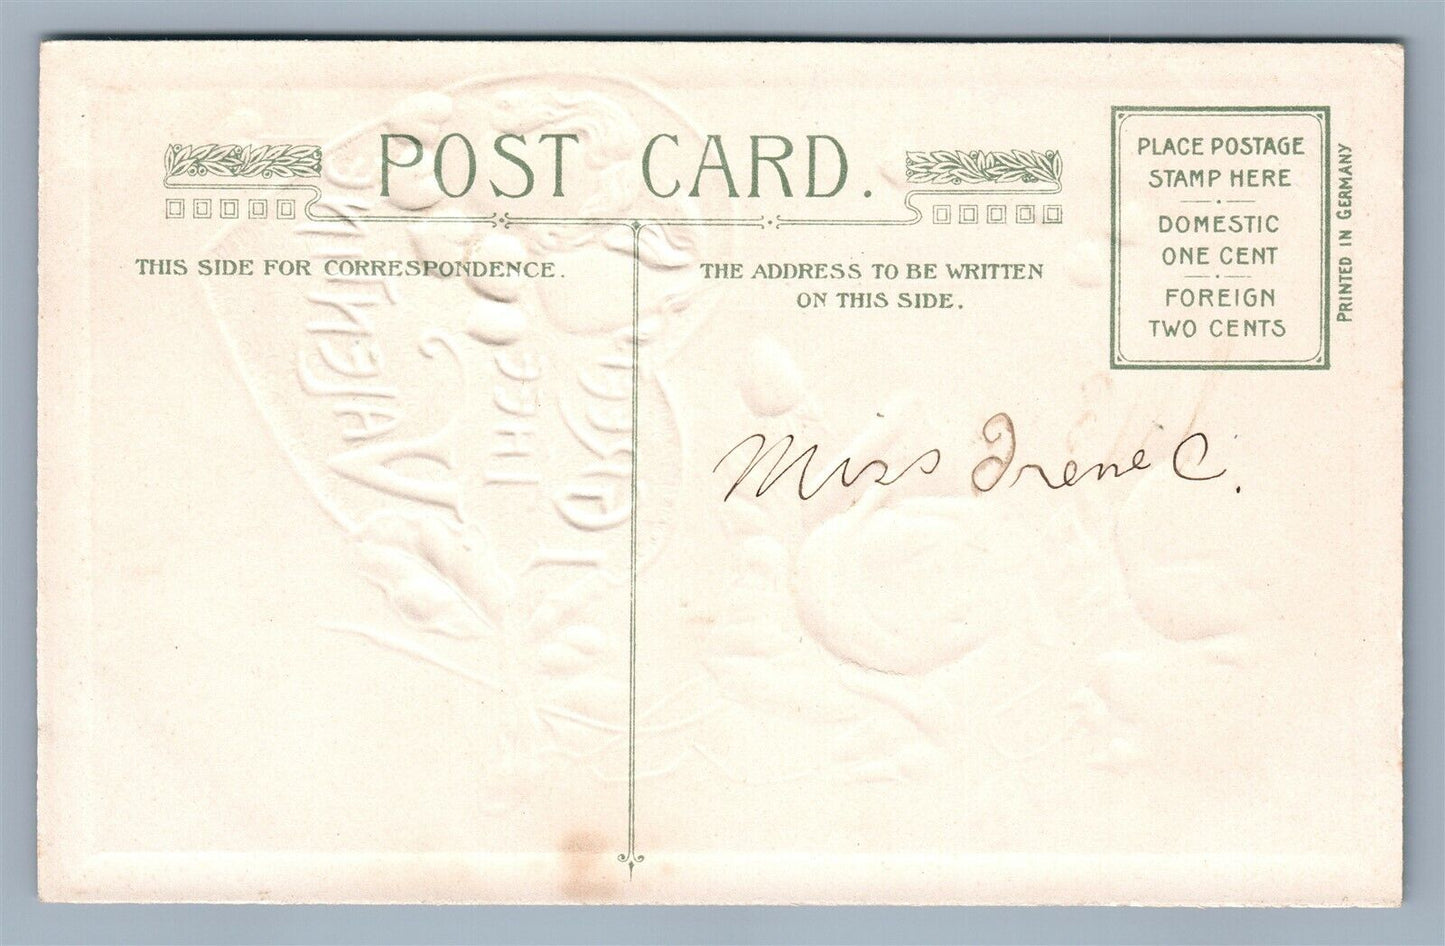 POST CARD.
THIS SIDE FOR CORRESPONDENCE.
THE ADDRESS TO BE WRITTEN
ON THIS SIDE.
PLACE POSTAGE
STAMP HERE
DOMESTIC
ONE CENT
FOREIGN
TWO CENTS
PRINTED IN GERMANY
Miss Irene C.